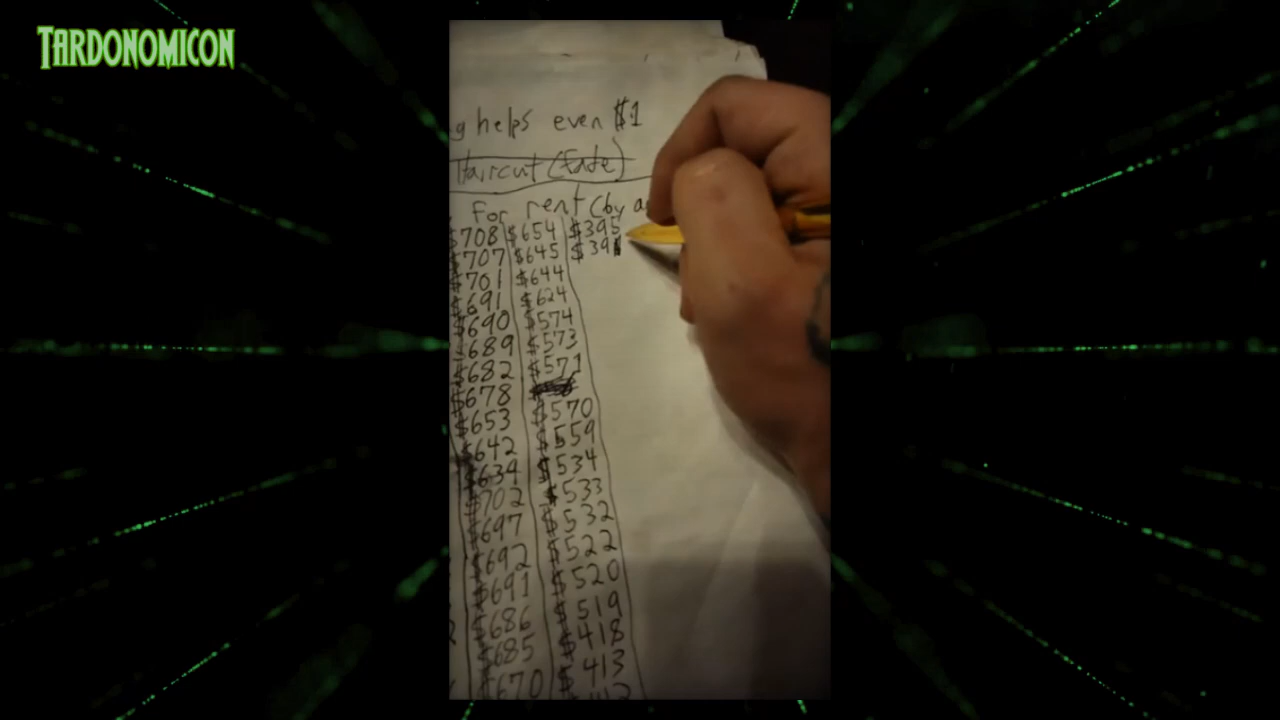 TARDONOMICON
g helps even $1
Haircut (fade)
For rent (by a
$708 $654 $395
$707 $645 $39
$701 $644
$691 $624
$690 $574
$689 $573
$682 $571
$678
$653 $570
$642 $559
$634 $534
$702 $533
$697 $532
$692 $522
$691 $520
$686 $519
$685 $418
$670 $413